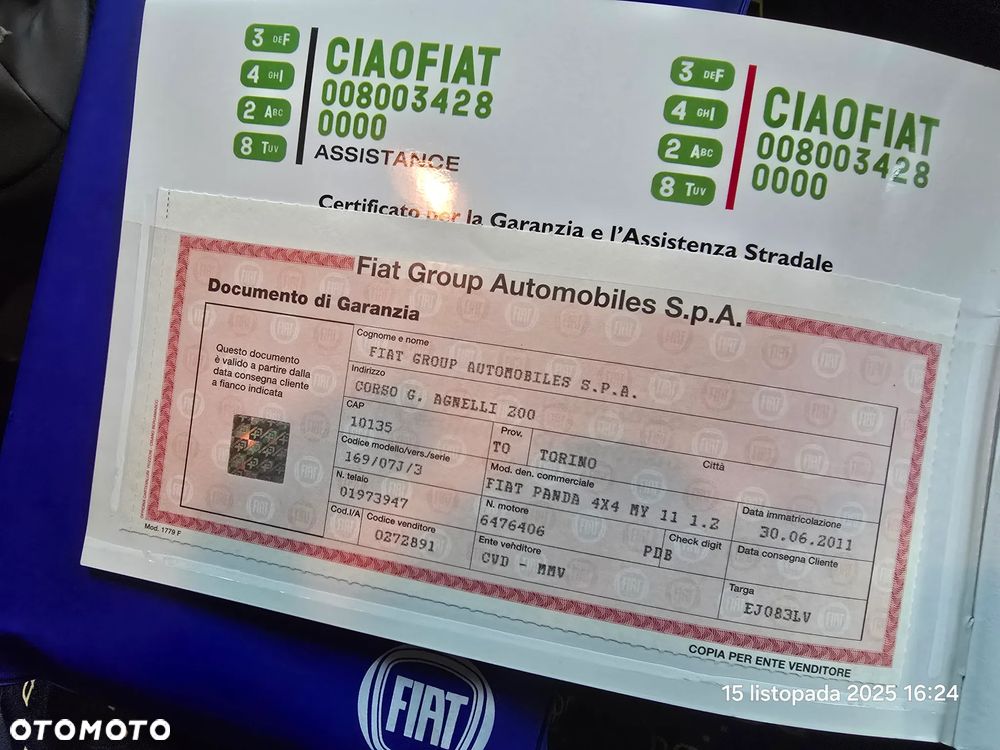 3 DEF
4 GHI
2 ABC
8 TUV
CIAOFIAT
008003428
0000
ASSISTANCE
3 DEF
4 GHI
2 ABC
8 TUV
CIAOFIAT
008003428
0000
Certificato per la Garanzia e l'Assistenza Stradale
Fiat Group Automobiles S.p.A.
Documento di Garanzia
Questo documento
è valido a partire dalla
data consegna cliente
a fianco indicata
Cognome e nome
FIAT GROUP AUTOMOBILES S.P.A.
Indirizzo
CORSO G. AGNELLI 200
CAP
10135
Prov.
TO
Città
TORINO
Codice modello/vers./serie
169/07J/3
Mod. den. commerciale
FIAT PANDA 4X4 MY 11 1.2
Data immatricolazione
30.06.2011
N. telaio
01973947
N. motore
6476406
Check digit
PDB
Data consegna Cliente
Cod.I/A
Codice venditore
0272891
Ente venditore
CVD - MMV
Targa
EJ083LV
Mod. 1779 F
COPIA PER ENTE VENDITORE
FIAT
15 listopada 2025 16:24
OTOMOTO